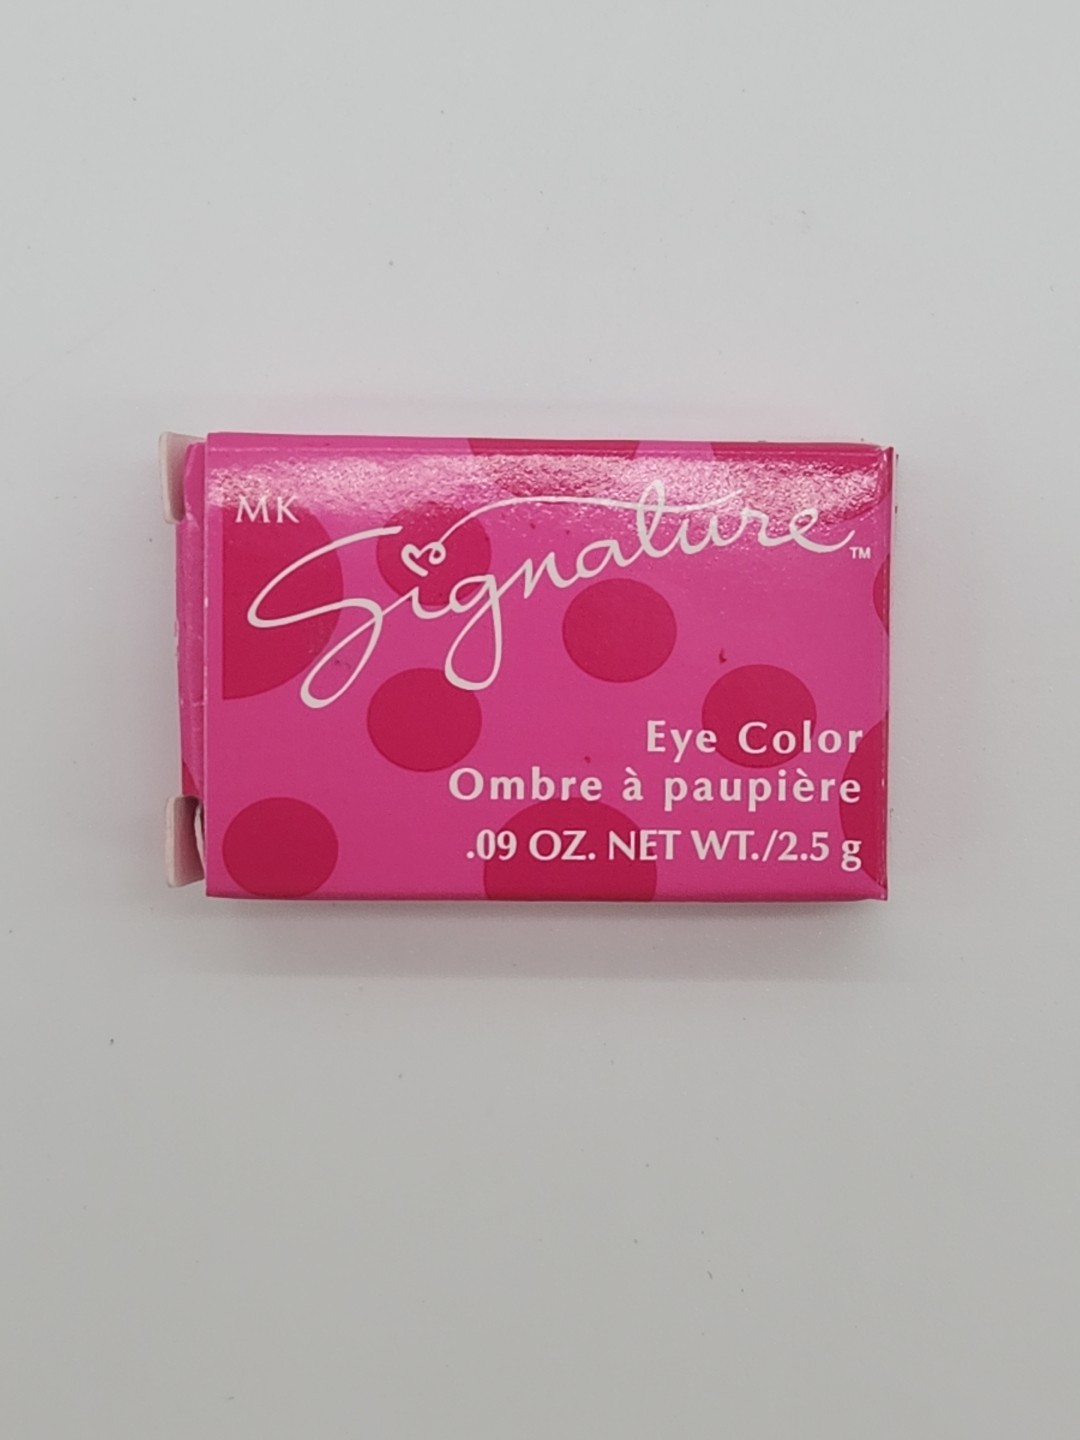 MK
Signature™
Eye Color
Ombre à paupière
.09 OZ. NET WT./2.5 g